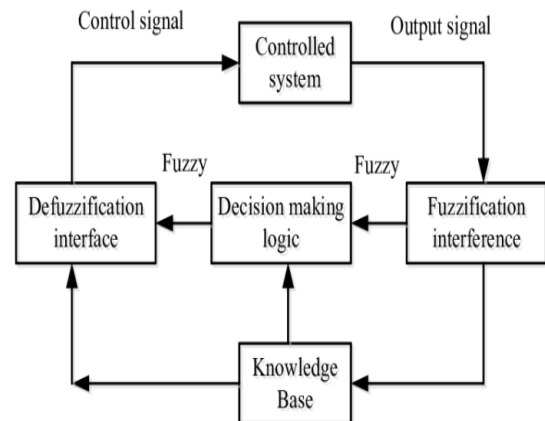 Control signal
Controlled
system
Output signal
Fuzzy
Fuzzy
Defuzzification
interface
Decision making
logic
Fuzzification
interference
Knowledge
Base